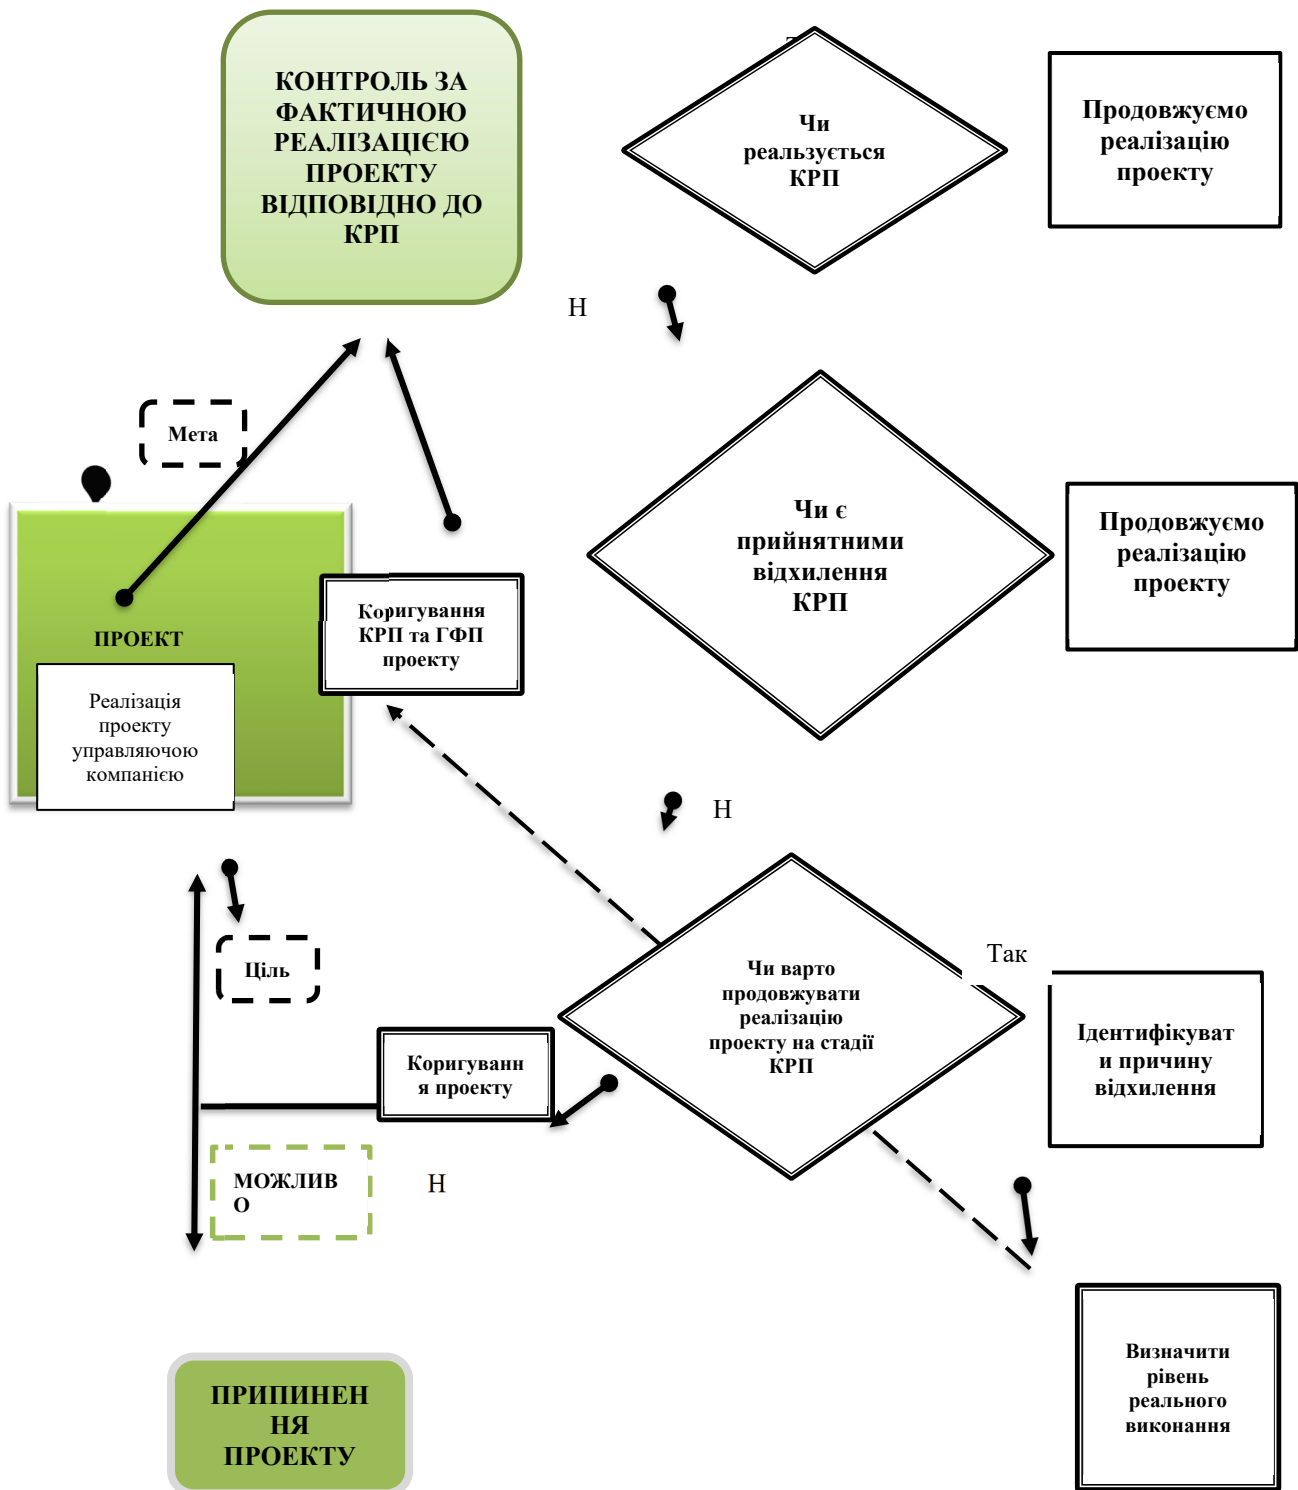 КОНТРОЛЬ ЗА
ФАКТИЧНОЮ
РЕАЛІЗАЦІЄЮ
ПРОЕКТУ
ВІДПОВІДНО ДО
КРП
Чи
реальзується
КРП
Продовжуємо
реалізацію
проекту
Н
Мета
Чи є
прийнятними
відхилення
КРП
Продовжуємо
реалізацію
проекту
Коригування
КРП та ГФП
проекту
ПРОЕКТ
Реалізація
проекту
управляючою
компанією
Н
Ціль
Чи варто
продовжувати
реалізацію
проекту на стадії
КРП
Так
Ідентифікуват
и причину
відхилення
Коригуванн
я проекту
МОЖЛИВ
О
Н
Визначити
рівень
реального
виконання
ПРИПИНЕН
НЯ
ПРОЕКТУ